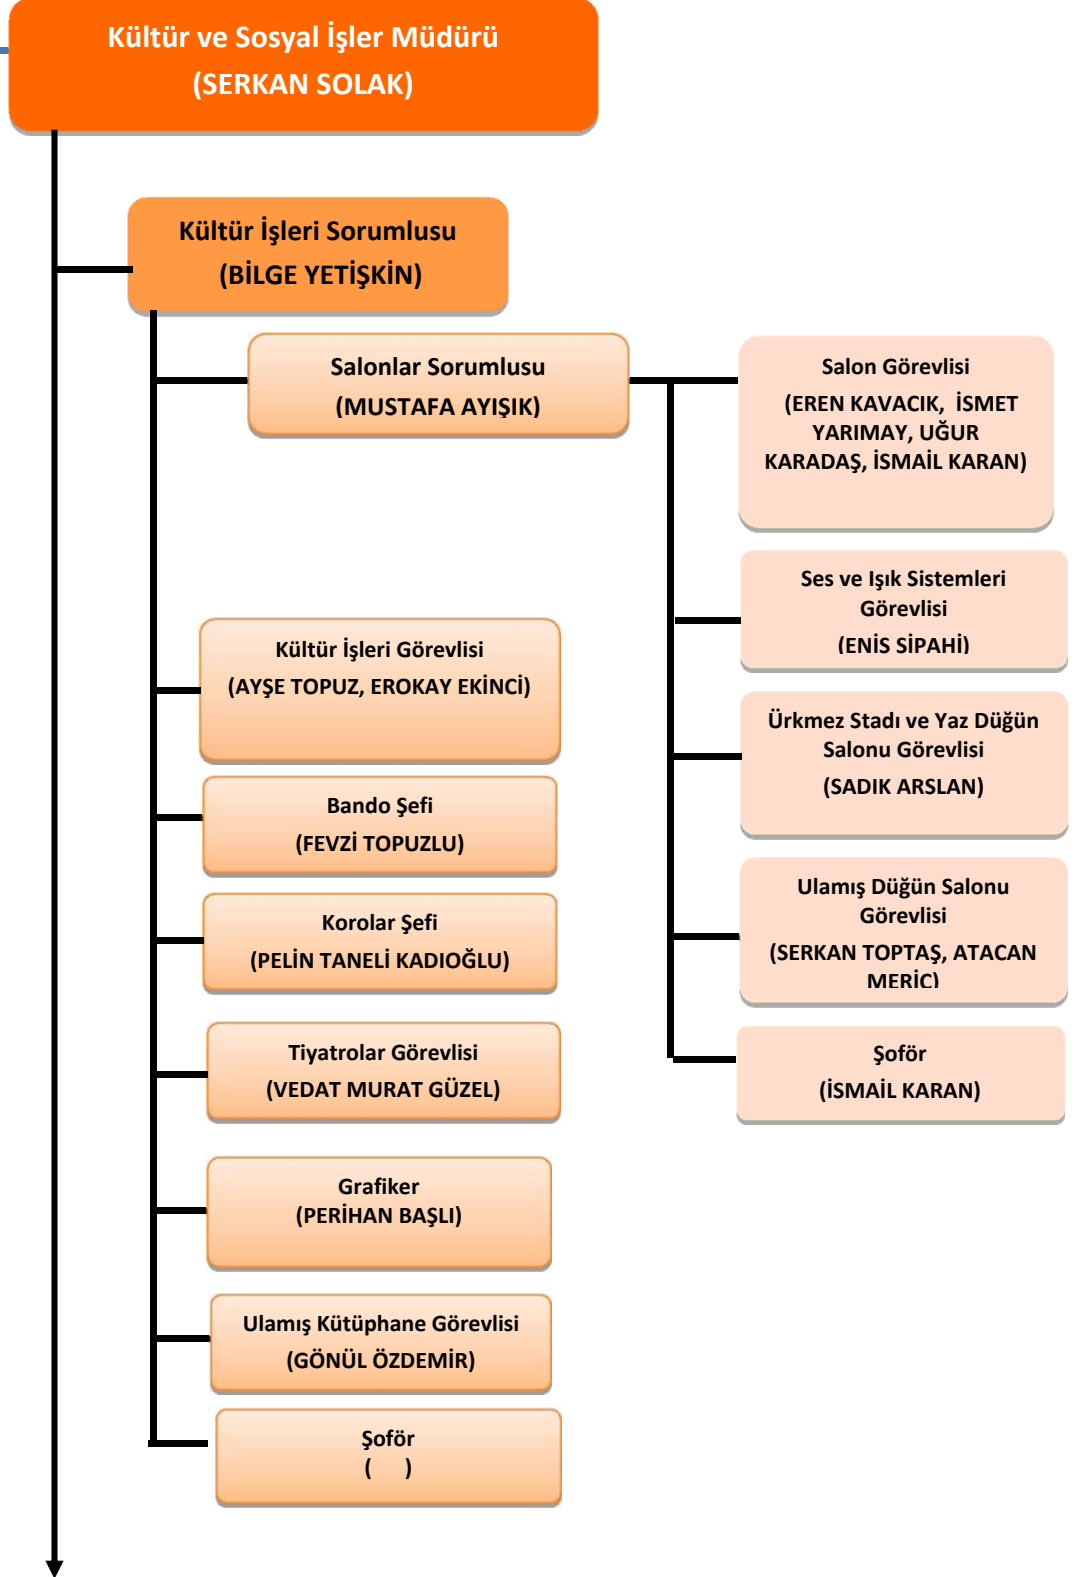 Kültür ve Sosyal İşler Müdürü
(SERKAN SOLAK)
Kültür İşleri Sorumlusu
(BİLGE YETİŞKİN)
Salonlar Sorumlusu
(MUSTAFA AYIŞIK)
Salon Görevlisi
(EREN KAVACIK, İSMET
YARIMAY, UĞUR
KARADAŞ, İSMAİL KARAN)
Ses ve Işık Sistemleri
Görevlisi
(ENİS SİPAHİ)
Ürkmez Stadı ve Yaz Düğün
Salonu Görevlisi
(SADIK ARSLAN)
Ulamış Düğün Salonu
Görevlisi
(SERKAN TOPTAŞ, ATACAN
MERİÇ)
Şoför
(İSMAİL KARAN)
Kültür İşleri Görevlisi
(AYŞE TOPUZ, EROKAY EKİNCİ)
Bando Şefi
(FEVZİ TOPUZLU)
Korolar Şefi
(PELİN TANELİ KADIOĞLU)
Tiyatrolar Görevlisi
(VEDAT MURAT GÜZEL)
Grafiker
(PERİHAN BAŞLI)
Ulamış Kütüphane Görevlisi
(GÖNÜL ÖZDEMİR)
Şoför
( )